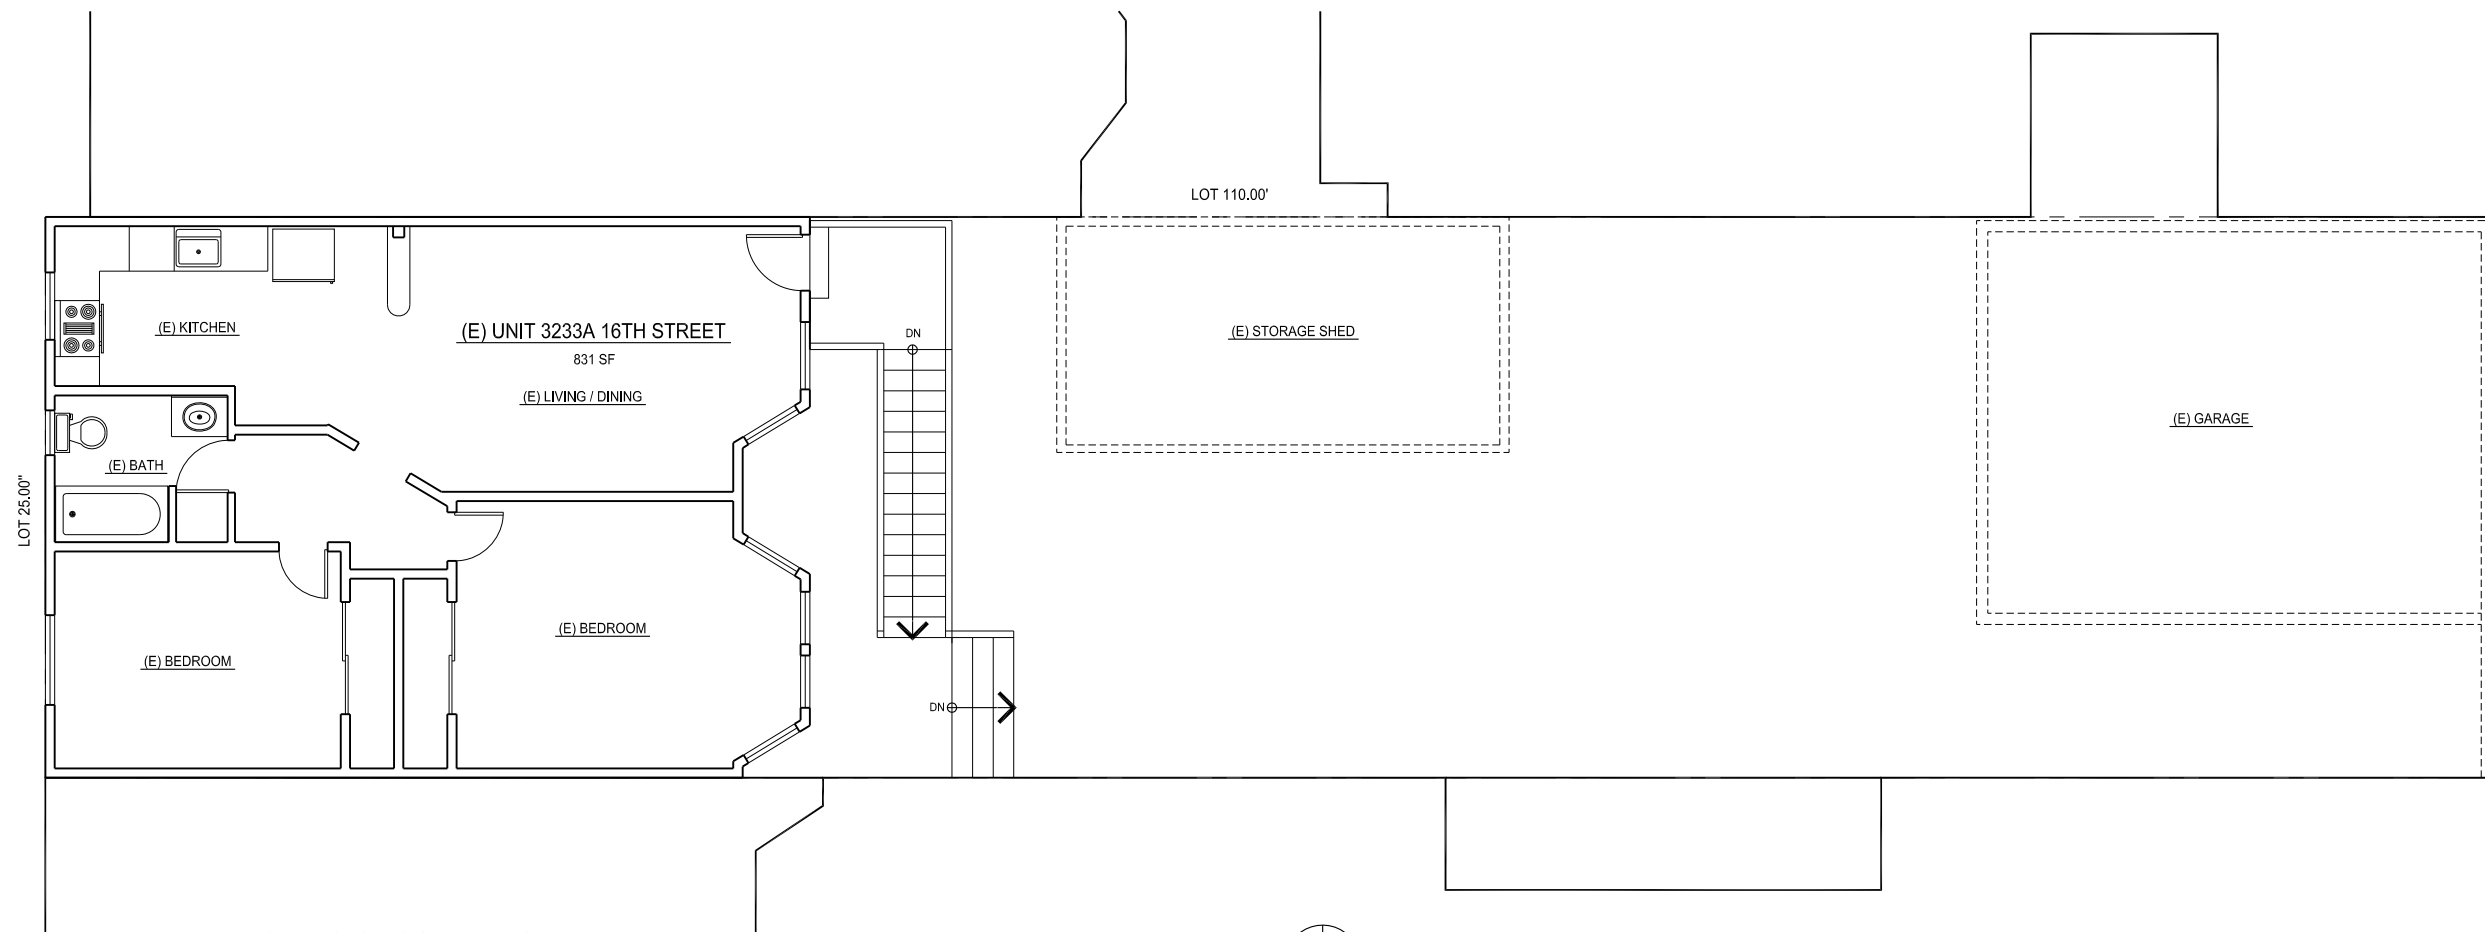 LOT 110.00'
(E) KITCHEN
(E) UNIT 3233A 16TH STREET
831 SF
(E) LIVING / DINING
DN
(E) STORAGE SHED
(E) GARAGE
(E) BATH
LOT 25.00"
(E) BEDROOM
(E) BEDROOM
DN